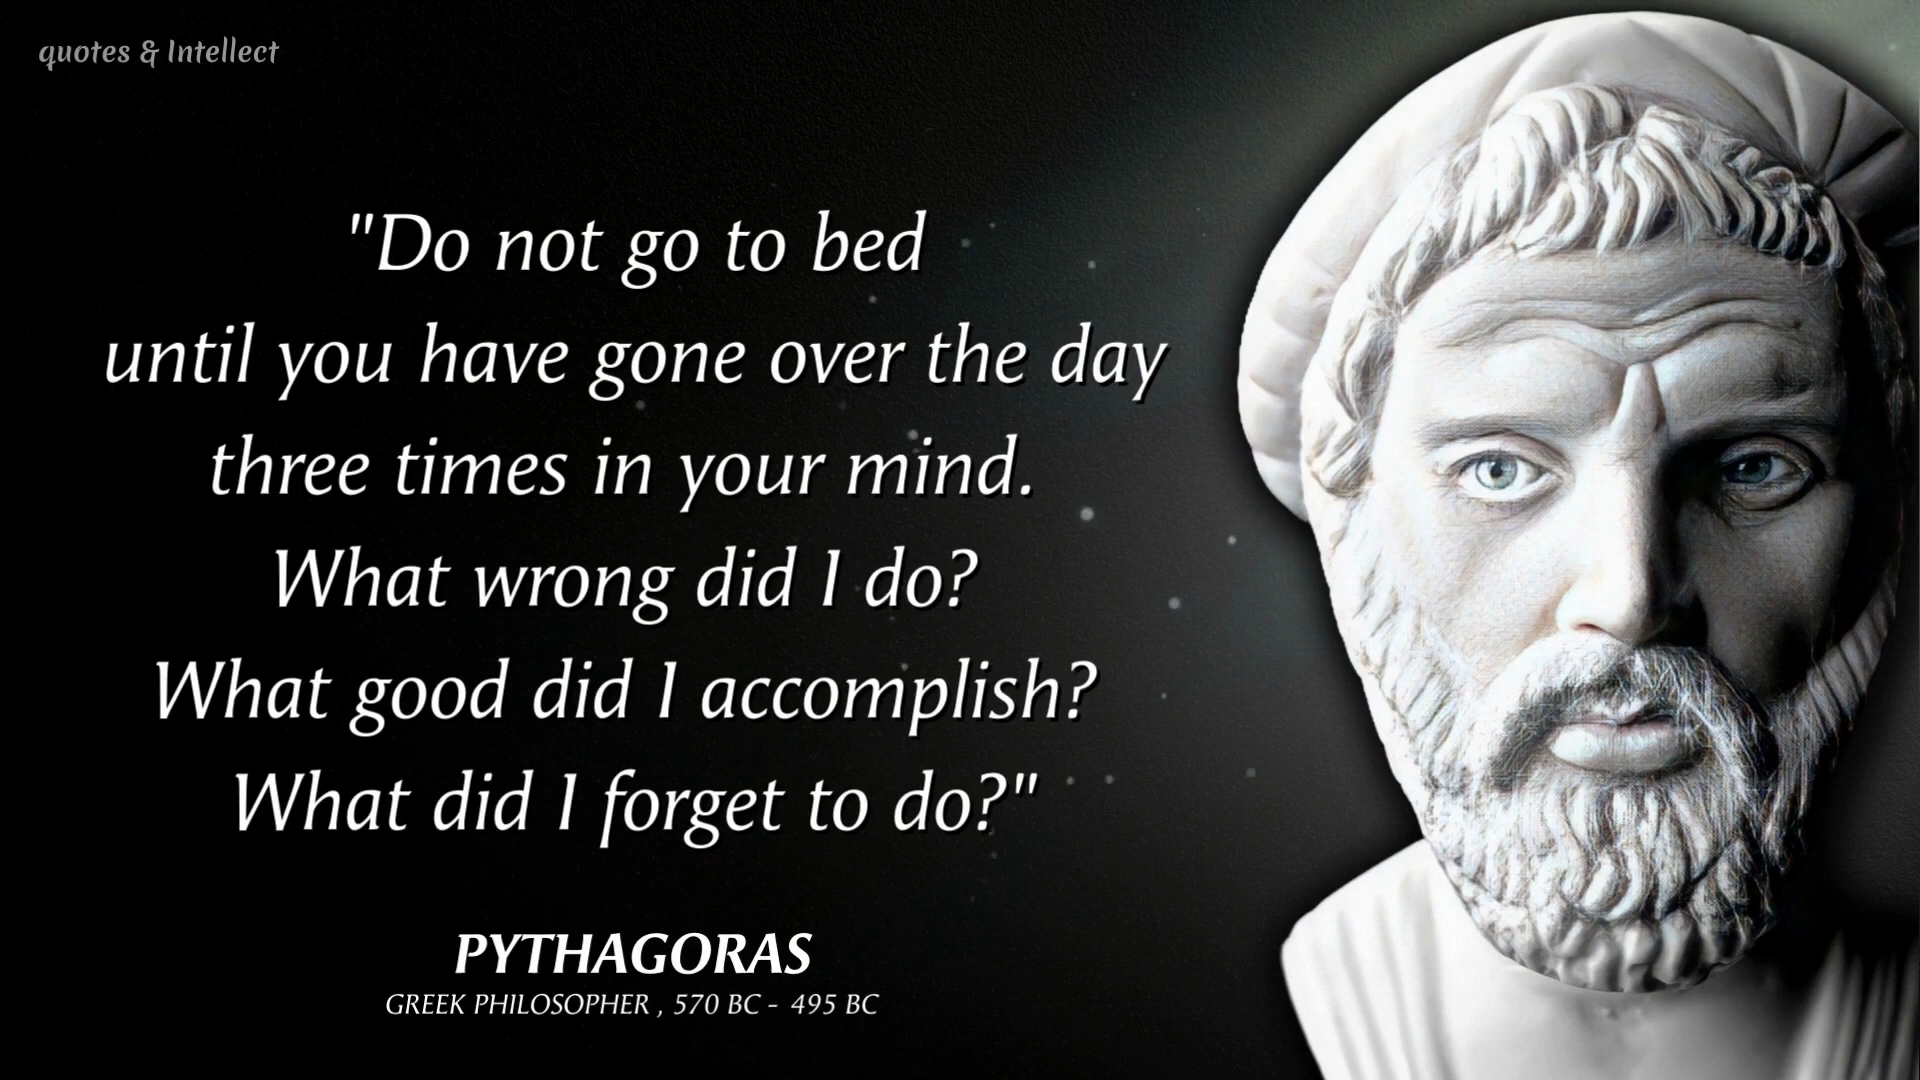 quotes & Intellect
"Do not go to bed
until you have gone over the day
three times in your mind.
What wrong did I do?
What good did I accomplish?
What did I forget to do?"
PYTHAGORAS
GREEK PHILOSOPHER , 570 BC - 495 BC